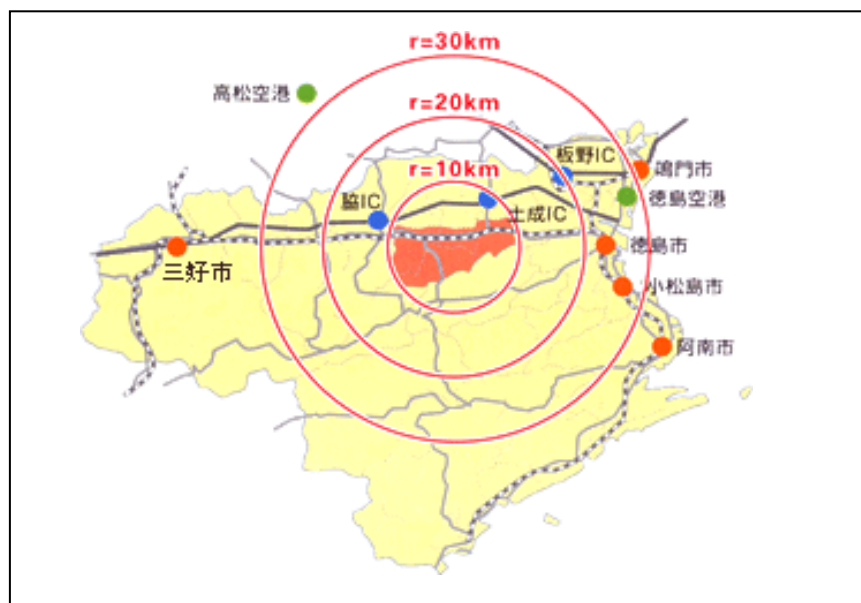 r=30km
高松空港
r=20km
板野IC
鳴門市
r=10km
徳島空港
脇IC
土成IC
徳島市
三好市
小松島市
阿南市